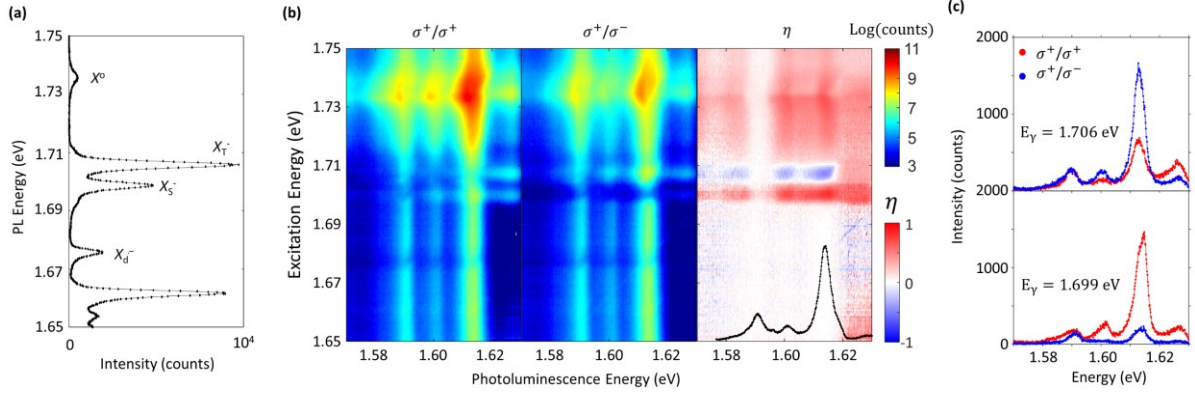 (a)
1.75
1.73
1.71
1.69
1.67
1.65
PL Energy (eV)
X⁰
X_T⁻
X_S⁻
X_d⁻
0
10⁴
Intensity (counts)
(b)
σ⁺/σ⁺
σ⁺/σ⁻
η
Log(counts)
1.75
1.73
1.71
1.69
1.67
1.65
Excitation Energy (eV)
11
9
7
5
3
η
1
0
-1
1.58
1.60
1.62
1.58
1.60
1.62
1.58
1.60
1.62
Photoluminescence Energy (eV)
(c)
2000
1000
2000
1000
0
Intensity (counts)
σ⁺/σ⁺
σ⁺/σ⁻
E_γ = 1.706 eV
E_γ = 1.699 eV
1.58
1.60
1.62
Energy (eV)